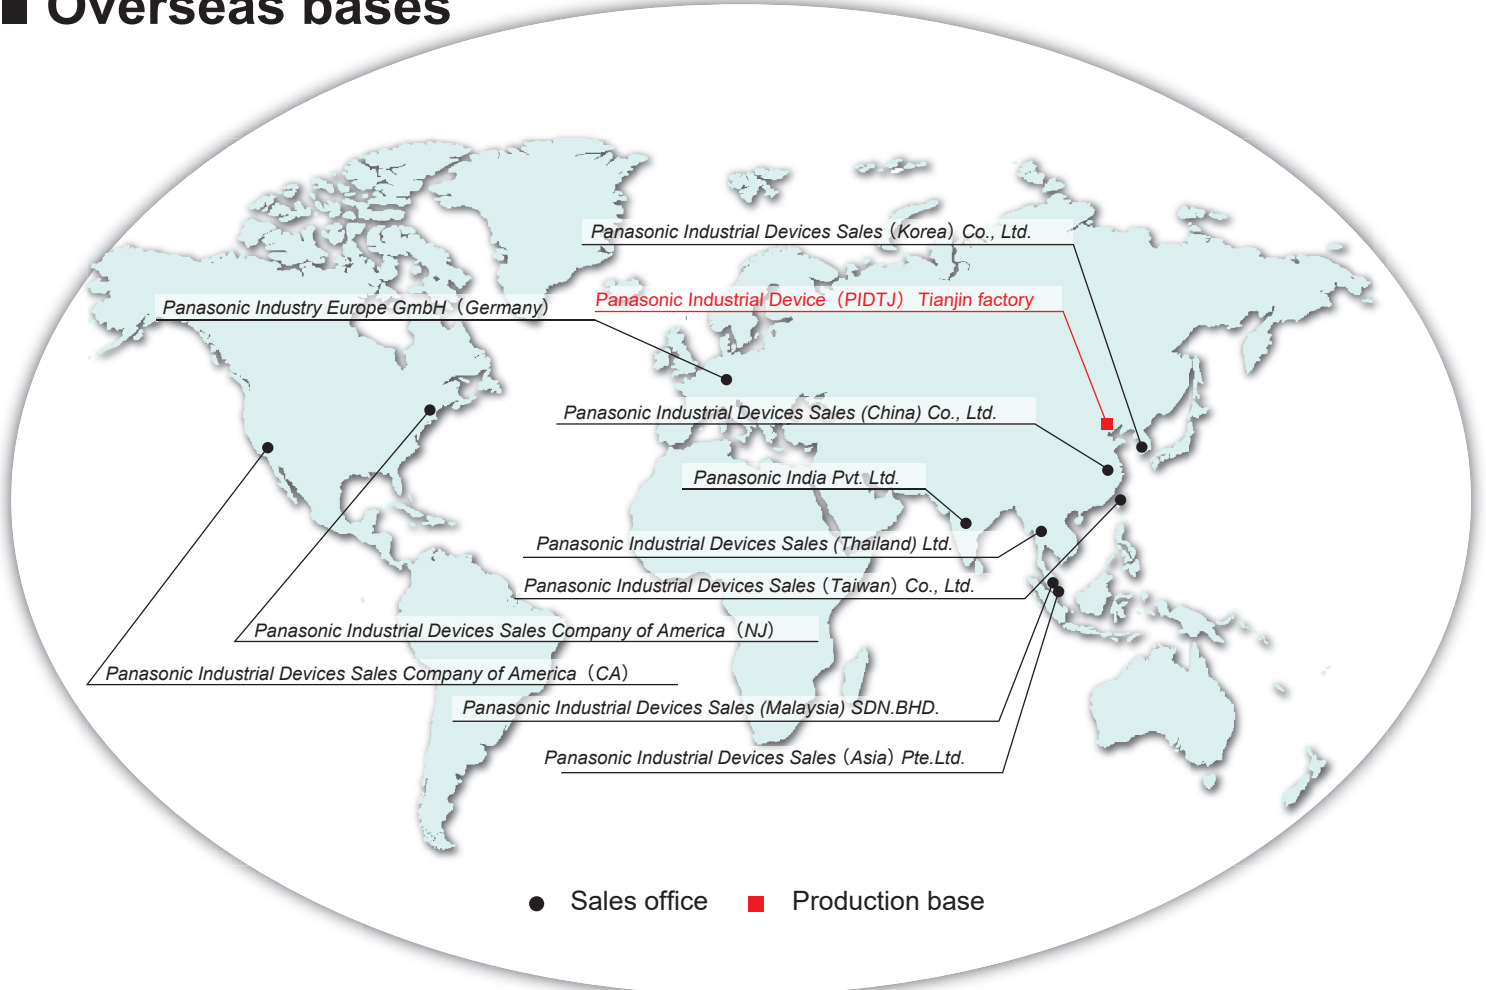 ■ Overseas bases
Panasonic Industrial Devices Sales（Korea）Co., Ltd.
Panasonic Industry Europe GmbH（Germany）
Panasonic Industrial Device（PIDTJ） Tianjin factory
Panasonic Industrial Devices Sales (China) Co., Ltd.
Panasonic India Pvt. Ltd.
Panasonic Industrial Devices Sales (Thailand) Ltd.
Panasonic Industrial Devices Sales（Taiwan）Co., Ltd.
Panasonic Industrial Devices Sales Company of America（NJ）
Panasonic Industrial Devices Sales Company of America（CA）
Panasonic Industrial Devices Sales (Malaysia) SDN.BHD.
Panasonic Industrial Devices Sales（Asia）Pte.Ltd.
● Sales office ■ Production base